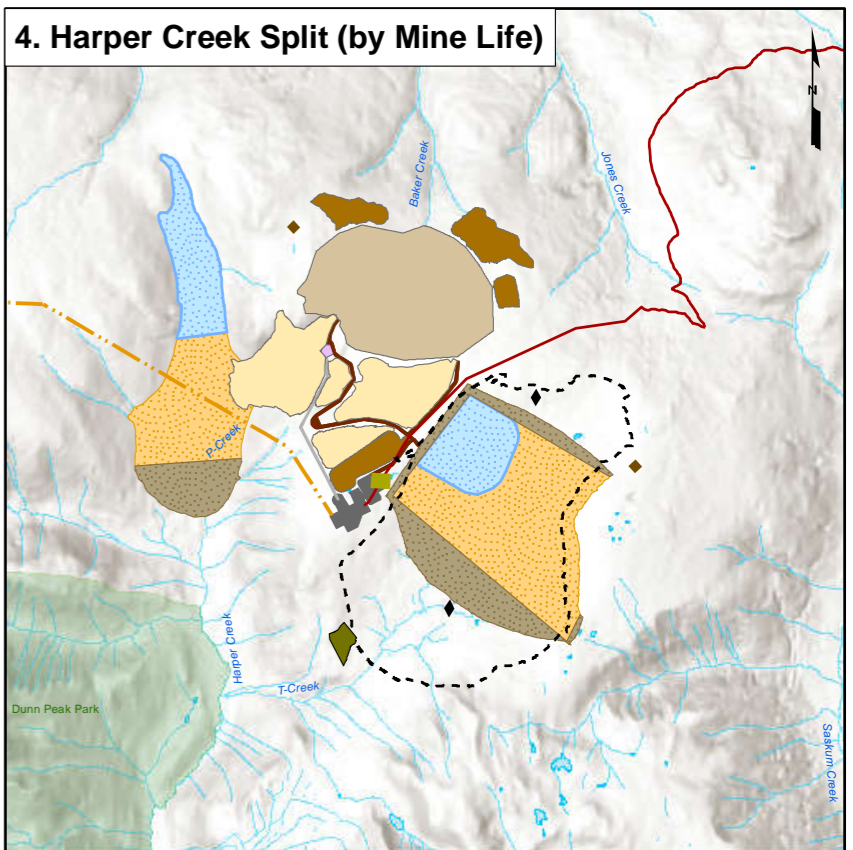 4. Harper Creek Split (by Mine Life)
N
Baker Creek
Jones Creek
P-Creek
Harper Creek
T-Creek
Dunn Peak Park
Saskum Creek